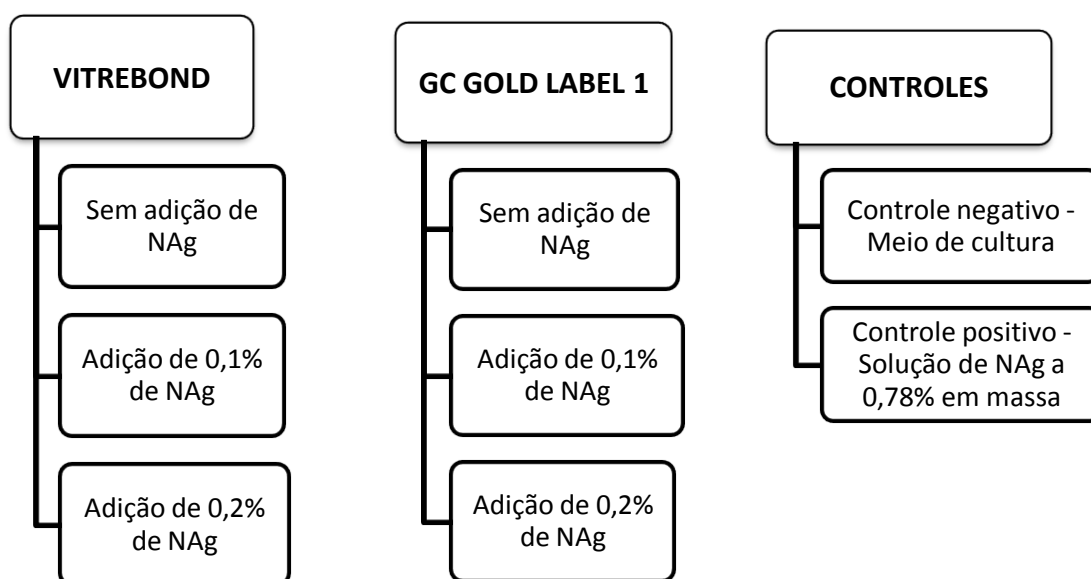 VITREBOND
Sem adição de
NAg
Adição de 0,1%
de NAg
Adição de 0,2%
de NAg
GC GOLD LABEL 1
Sem adição de
NAg
Adição de 0,1%
de NAg
Adição de 0,2%
de NAg
CONTROLES
Controle negativo -
Meio de cultura
Controle positivo -
Solução de NAg a
0,78% em massa